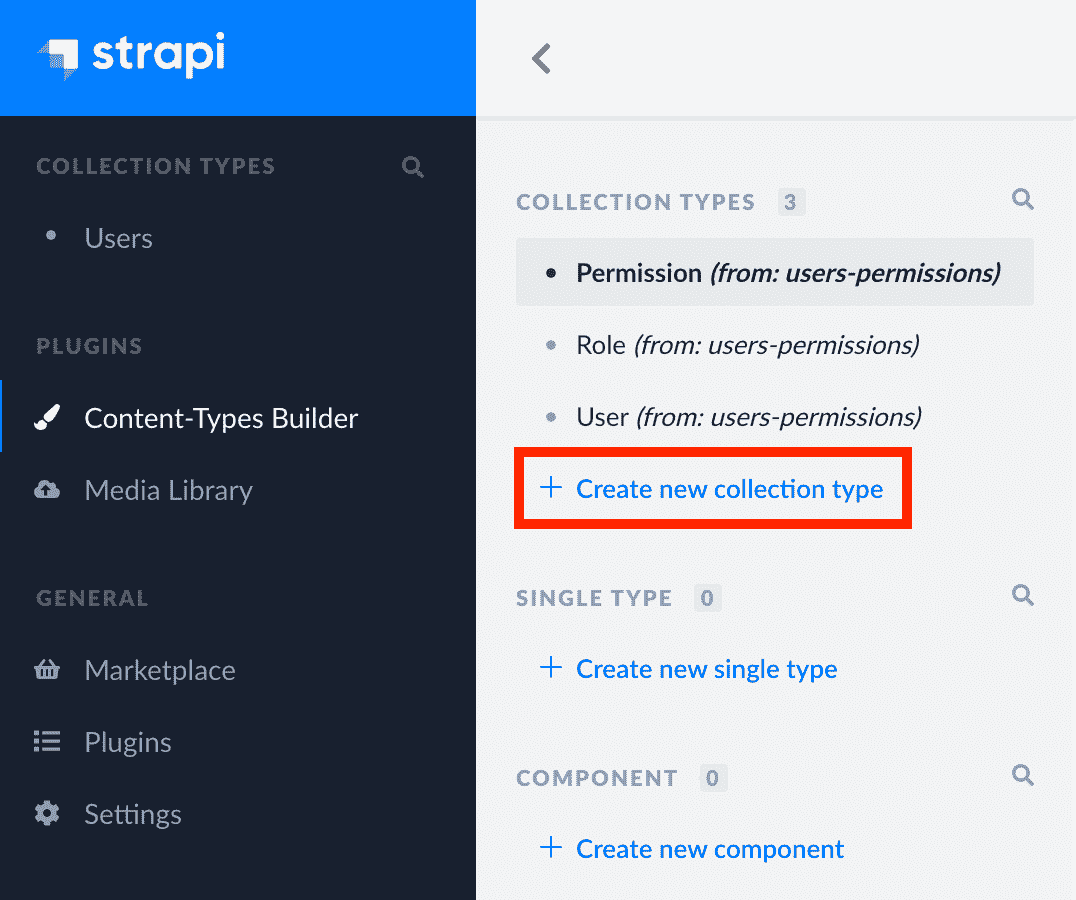 strapi
COLLECTION TYPES
Users
PLUGINS
Content-Types Builder
Media Library
GENERAL
Marketplace
Plugins
Settings
COLLECTION TYPES 3
Permission (from: users-permissions)
Role (from: users-permissions)
User (from: users-permissions)
+ Create new collection type
SINGLE TYPE 0
+ Create new single type
COMPONENT 0
+ Create new component